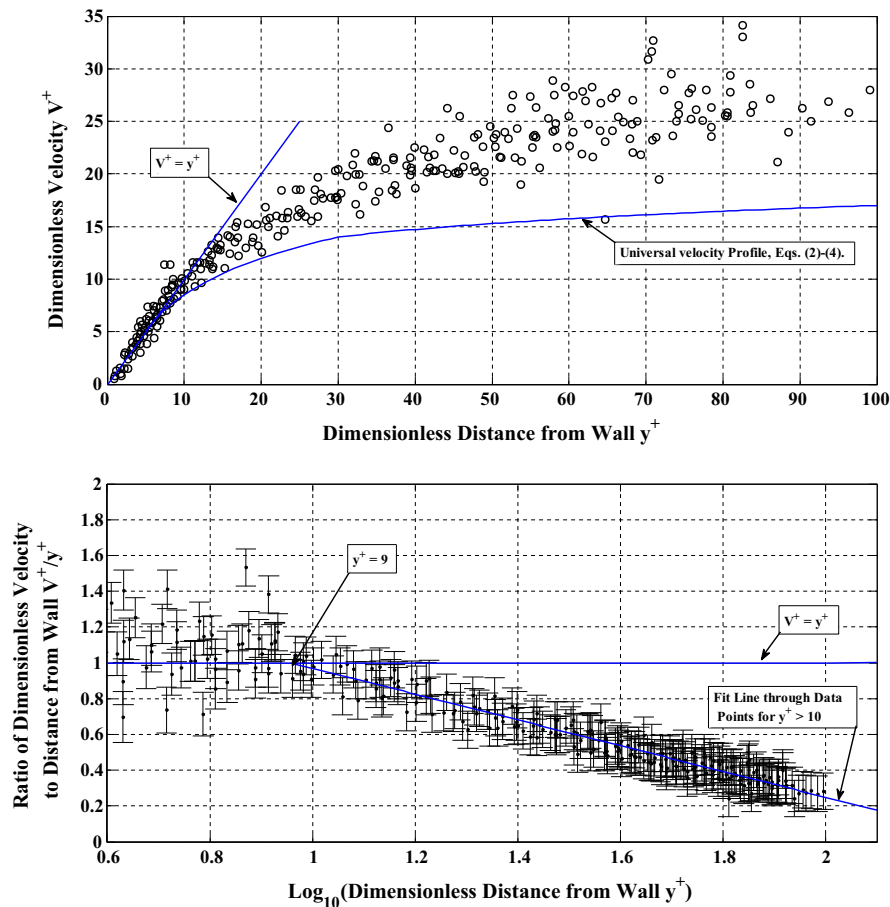 35
30
25
20
15
10
5
0
0 10 20 30 40 50 60 70 80 90 100
Dimensionless Velocity V+
Dimensionless Distance from Wall y+
V+ = y+
Universal velocity Profile, Eqs. (2)-(4).
2
1.8
1.6
1.4
1.2
1
0.8
0.6
0.4
0.2
0
0.6 0.8 1 1.2 1.4 1.6 1.8 2
Ratio of Dimensionless Velocity
to Distance from Wall V+/y+
Log10(Dimensionless Distance from Wall y+)
y+ = 9
V+ = y+
Fit Line through Data
Points for y+ > 10